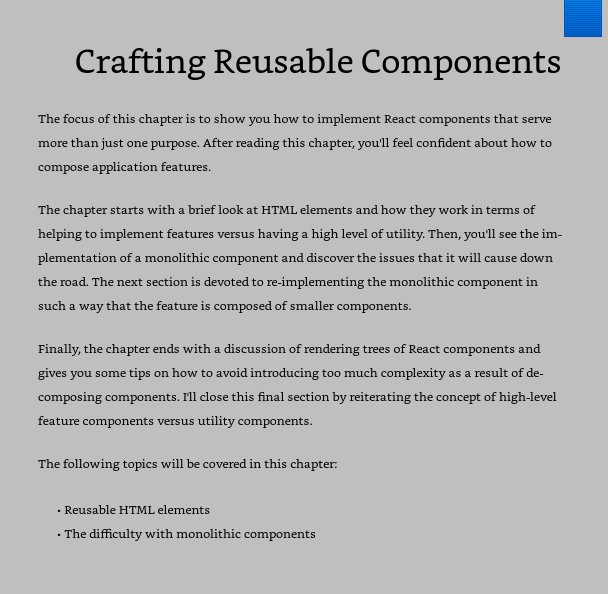 Crafting Reusable Components
The focus of this chapter is to show you how to implement React components that serve
more than just one purpose. After reading this chapter, you'll feel confident about how to
compose application features.
The chapter starts with a brief look at HTML elements and how they work in terms of
helping to implement features versus having a high level of utility. Then, you'll see the im-
plementation of a monolithic component and discover the issues that it will cause down
the road. The next section is devoted to re-implementing the monolithic component in
such a way that the feature is composed of smaller components.
Finally, the chapter ends with a discussion of rendering trees of React components and
gives you some tips on how to avoid introducing too much complexity as a result of de-
composing components. I'll close this final section by reiterating the concept of high-level
feature components versus utility components.
The following topics will be covered in this chapter:
• Reusable HTML elements
• The difficulty with monolithic components